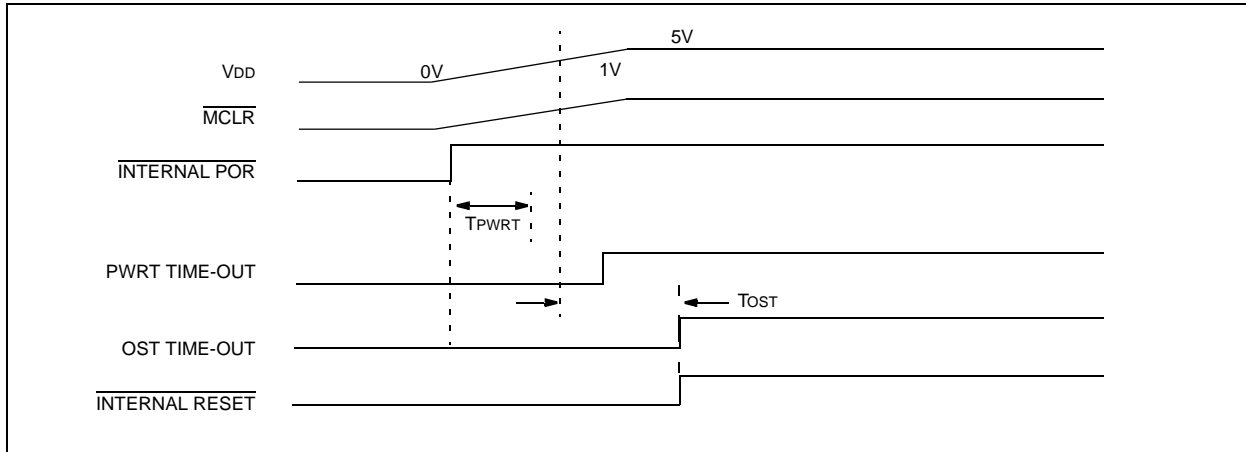 5V
VDD 0V 1V
MCLR
INTERNAL POR
TPWRT
PWRT TIME-OUT
TOST
OST TIME-OUT
INTERNAL RESET